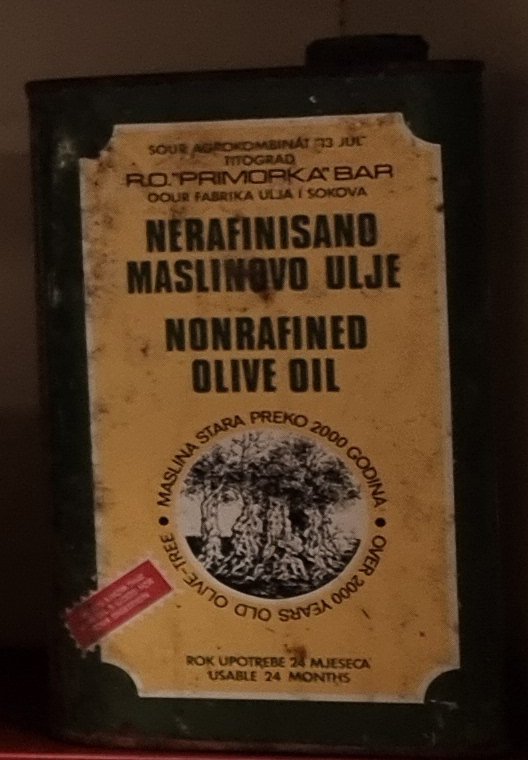 SOUR AGROKOMBINAT "13 JUL"
TITOGRAD
R.O. "PRIMORKA" BAR
OOUR FABRIKA ULJA I SOKOVA
NERAFINISANO
MASLINOVO ULJE
NONRAFINED
OLIVE OIL
MASLINA STARA PREKO 2000 GODINA
OVER 2000 YEARS OLD OLIVE-TREE
ROK UPOTREBE 24 MJESECA
USABLE 24 MONTHS